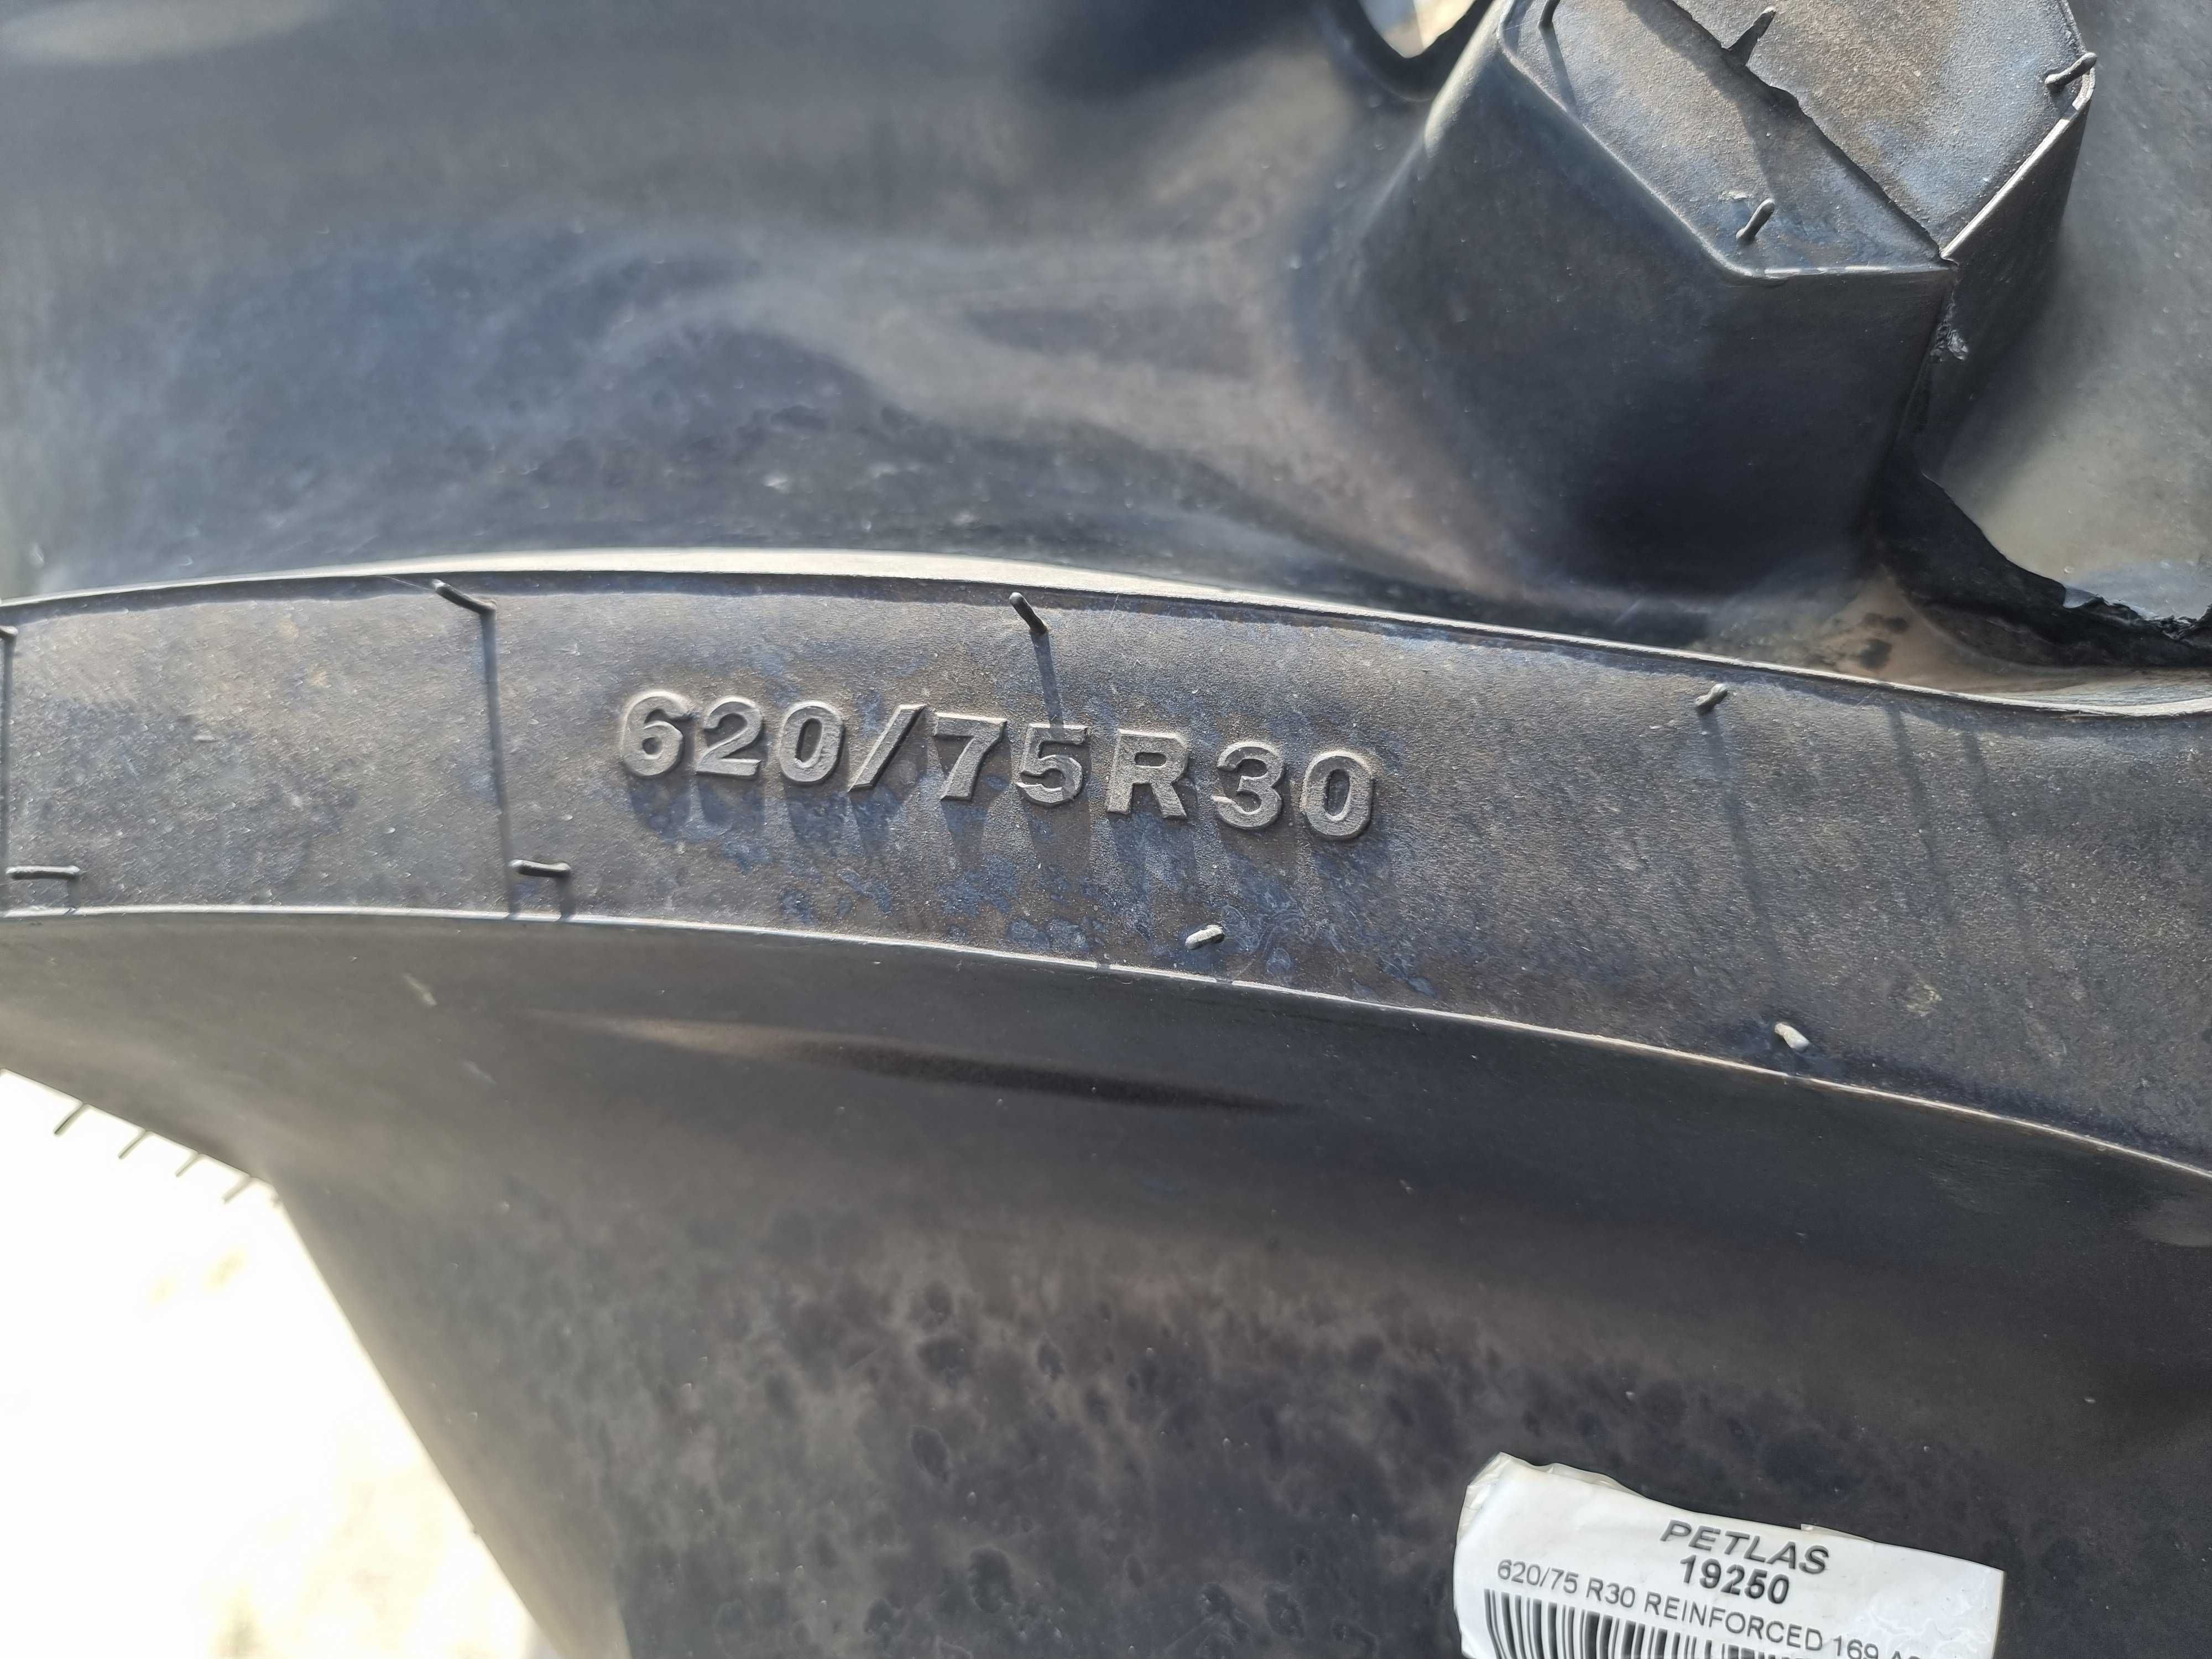 620/75R30
PETLAS
19250
620/75 R30 REINFORCED 169